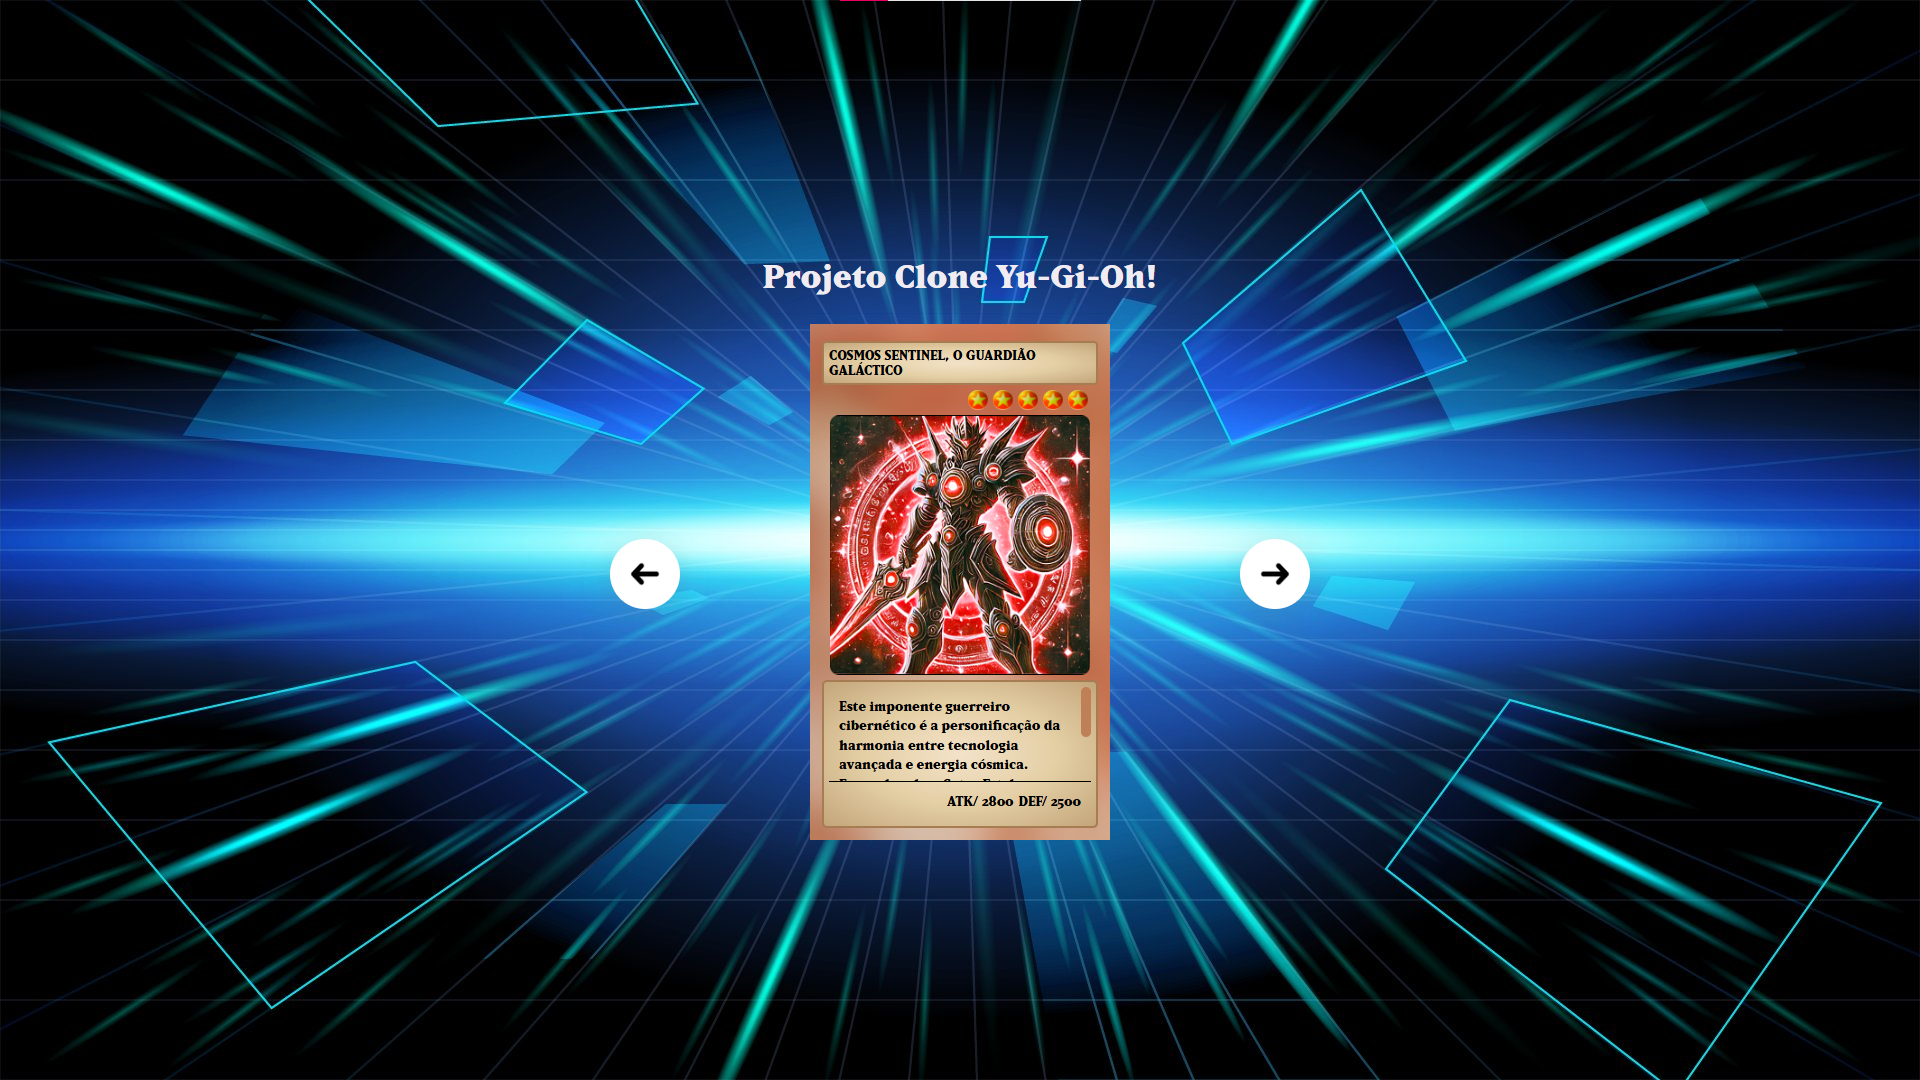 Projeto Clone Yu-Gi-Oh!
COSMOS SENTINEL, O GUARDIÃO
GALÁCTICO
Este imponente guerreiro
cibernético é a personificação da
harmonia entre tecnologia
avançada e energia cósmica.
ATK/ 2800 DEF/ 2500